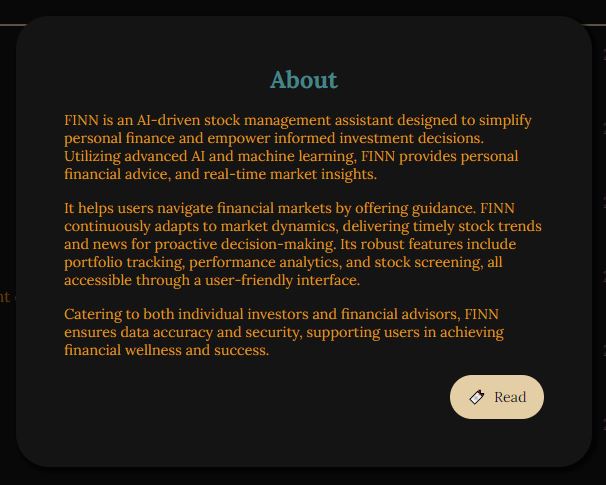 About
FINN is an AI-driven stock management assistant designed to simplify
personal finance and empower informed investment decisions.
Utilizing advanced AI and machine learning, FINN provides personal
financial advice, and real-time market insights.
It helps users navigate financial markets by offering guidance. FINN
continuously adapts to market dynamics, delivering timely stock trends
and news for proactive decision-making. Its robust features include
portfolio tracking, performance analytics, and stock screening, all
accessible through a user-friendly interface.
Catering to both individual investors and financial advisors, FINN
ensures data accuracy and security, supporting users in achieving
financial wellness and success.
Read